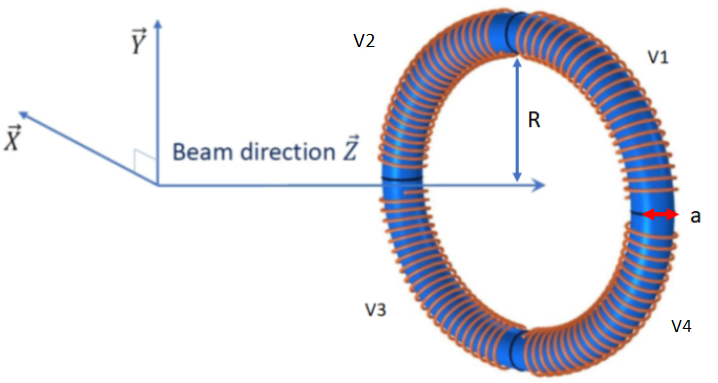 V2
V1
Y⃗
X⃗
Beam direction Z⃗
R
a
V3
V4